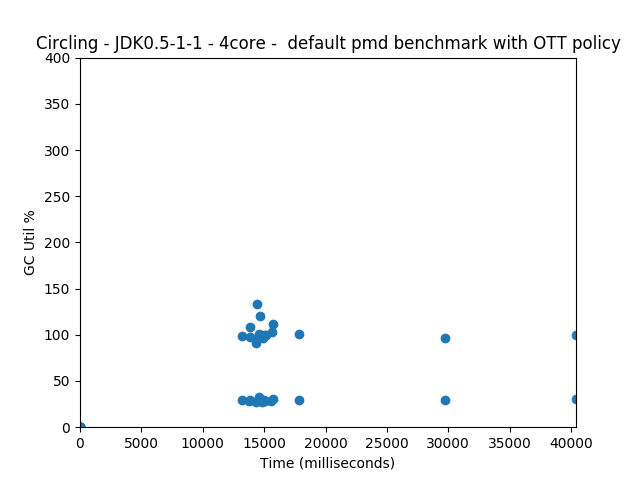 Circling - JDK0.5-1-1 - 4core -  default pmd benchmark with OTT policy
400
350
300
250
200
150
100
50
0
GC Util %
0 5000 10000 15000 20000 25000 30000 35000 40000
Time (milliseconds)